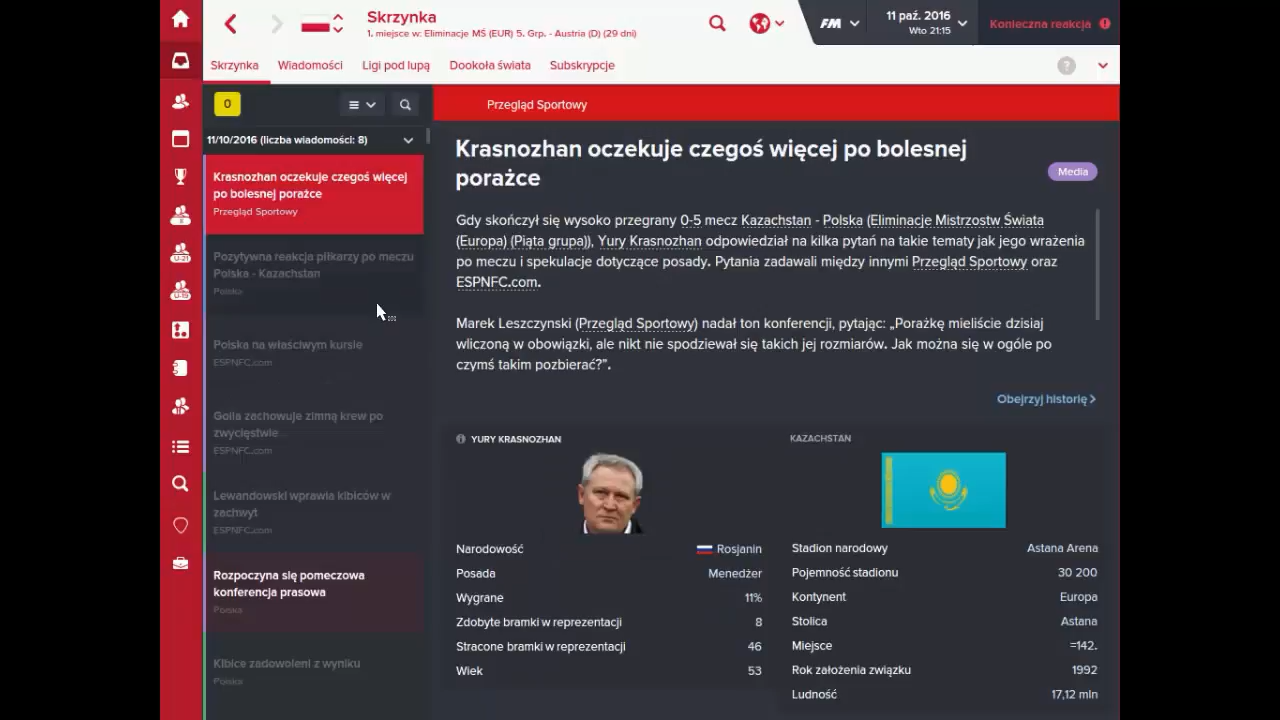 Skrzynka
1. miejsce w: Eliminacje MŚ (EUR) 5. Grp. - Austria (D) (29 dni)
FM
11 paź. 2016
Wto 21:15
Konieczna reakcja
Skrzynka
Wiadomości
Ligi pod lupą
Dookoła świata
Subskrypcje
?
0
11/10/2016 (liczba wiadomości: 8)
Krasnozhan oczekuje czegoś więcej
po bolesnej porażce
Przegląd Sportowy
Pozytywna reakcja piłkarzy po meczu
Polska - Kazachstan
Polska
Polska na właściwym kursie
ESPNFC.com
Golla zachowuje zimną krew po
zwycięstwie
ESPNFC.com
Lewandowski wprawia kibiców w
zachwyt
ESPNFC.com
Rozpoczyna się pomeczowa
konferencja prasowa
Polska
Kibice zadowoleni z wyniku
Polska
U-21
U-19
Przegląd Sportowy
Krasnozhan oczekuje czegoś więcej po bolesnej
porażce
Media
Gdy skończył się wysoko przegrany 0-5 mecz Kazachstan - Polska (Eliminacje Mistrzostw Świata
(Europa) (Piąta grupa)), Yury Krasnozhan odpowiedział na kilka pytań na takie tematy jak jego wrażenia
po meczu i spekulacje dotyczące posady. Pytania zadawali między innymi Przegląd Sportowy oraz
ESPNFC.com.
Marek Leszczynski (Przegląd Sportowy) nadał ton konferencji, pytając: „Porażkę mieliście dzisiaj
wliczoną w obowiązki, ale nikt nie spodziewał się takich jej rozmiarów. Jak można się w ogóle po
czymś takim pozbierać?”.
Obejrzyj historię
YURY KRASNOZHAN
Narodowość Rosjanin
Posada Menedżer
Wygrane 11%
Zdobyte bramki w reprezentacji 8
Stracone bramki w reprezentacji 46
Wiek 53
KAZACHSTAN
Stadion narodowy Astana Arena
Pojemność stadionu 30 200
Kontynent Europa
Stolica Astana
Miejsce =142.
Rok założenia związku 1992
Ludność 17,12 mln